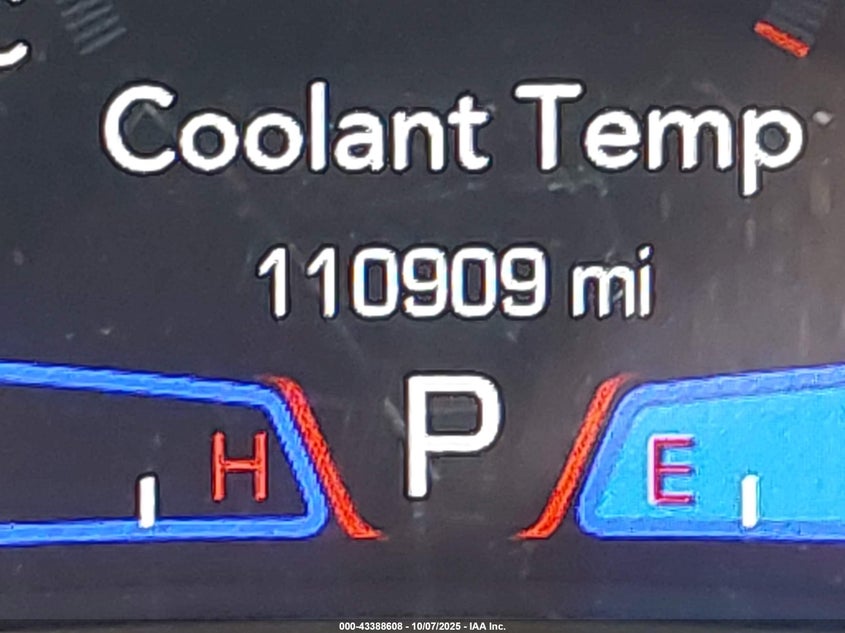 Coolant Temp
110909 mi
H P E
000-43388608 - 10/07/2025 - IAA Inc.